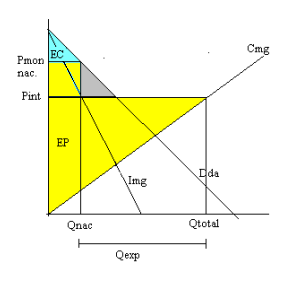 Cmg
EC
Pmon
nac.
Pint
EP
Dda
Img
Qnac
Qtotal
Qexp